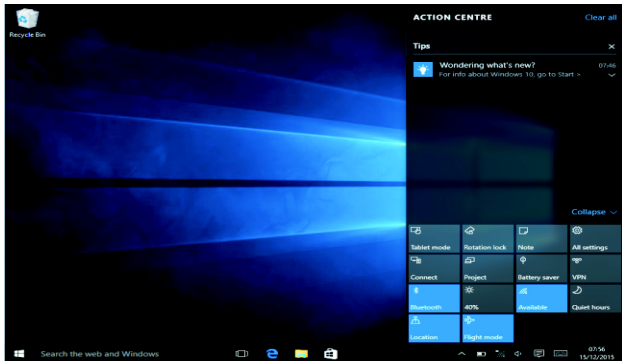 Recycle Bin
ACTION CENTRE
Clear all
Tips
Wondering what's new?
07:46
For info about Windows 10, go to Start >
Collapse
Tablet mode
Rotation lock
Note
All settings
Connect
Project
Battery saver
VPN
Bluetooth
40%
Available
Quiet hours
Location
Flight mode
Search the web and Windows
07:56
15/12/2015